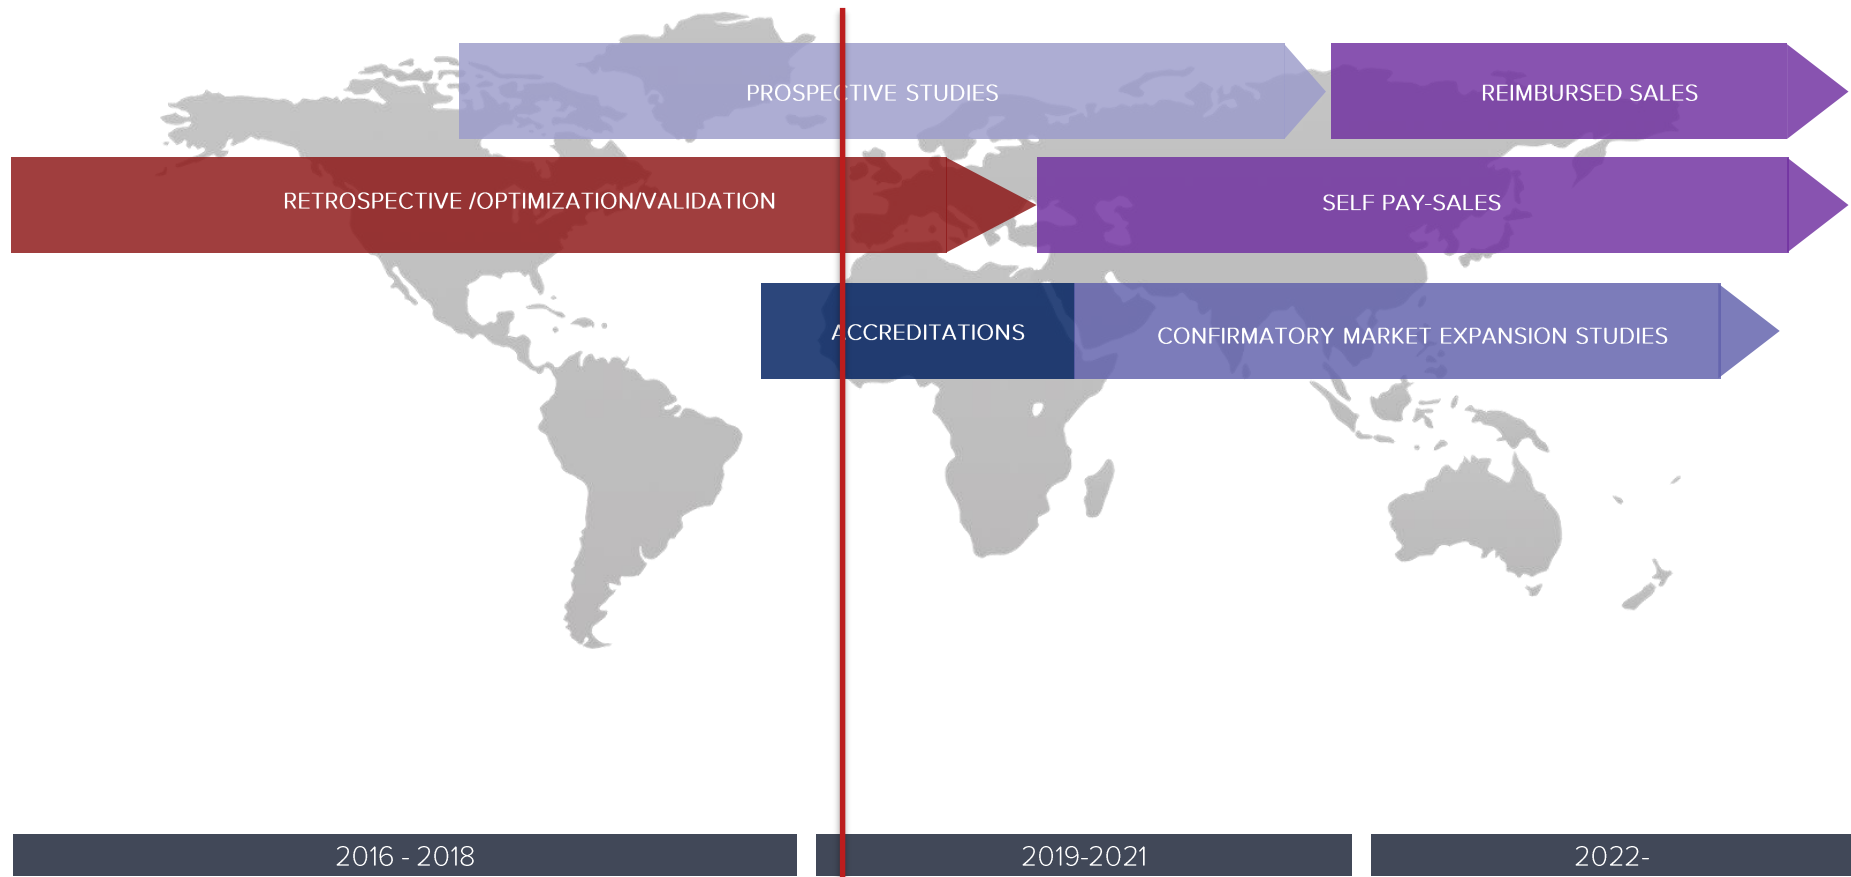 PROSPECTIVE STUDIES
REIMBURSED SALES
RETROSPECTIVE /OPTIMIZATION/VALIDATION
SELF PAY-SALES
ACCREDITATIONS
CONFIRMATORY MARKET EXPANSION STUDIES
2016 - 2018
2019-2021
2022-